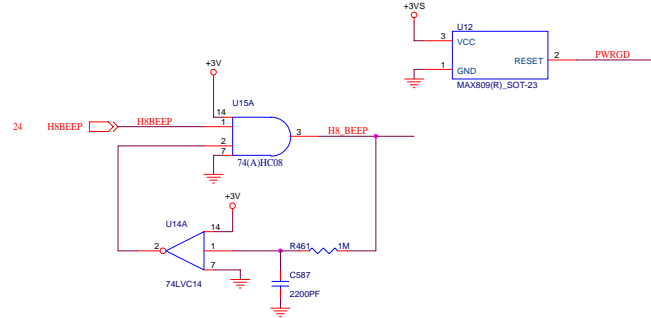 +3VS
U12
3 VCC
RESET 2 PWRGD
1 GND
MAX809(R)_SOT-23
+3V
U15A
14
24 H8BEEP H8BEEP 1
3 H8_BEEP
2
7
74(A)HC08
+3V
U14A
14
2 1 R461 1M
7
C587
74LVC14
2200PF